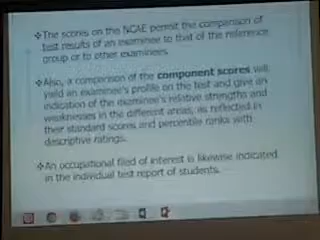 ❖The scores on the NCAE permit the comparison of
test results of an examinee to that of the reference
group or to other examinees.
❖Also, a comparison of the component scores will
yield an examinee's profile on the test and give an
indication of the examinee's relative strengths and
weaknesses in the different areas, as reflected in
their standard scores and percentile ranks with
descriptive ratings.
❖An occupational filed of interest is likewise indicated
in the individual test report of students.